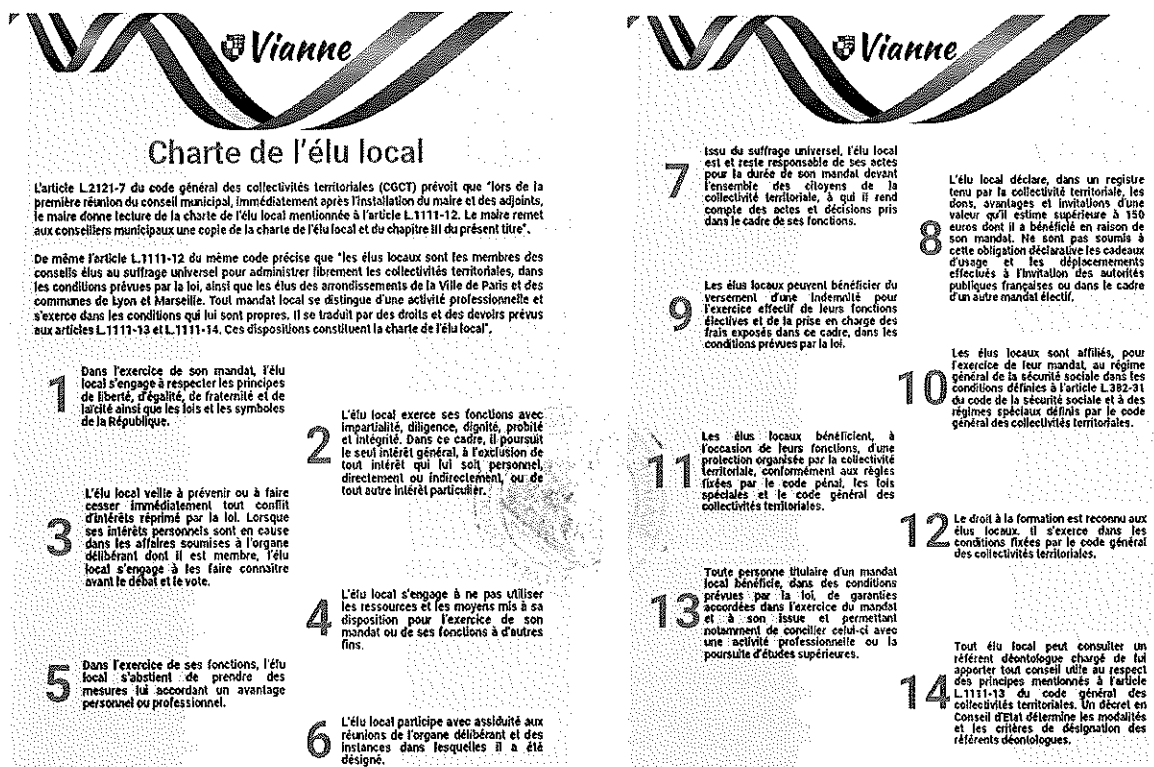 Vianne
Charte de l'élu local
L'article L.2121-7 du code général des collectivités territoriales (CGCT) prévoit que "lors de la
première réunion du conseil municipal, immédiatement après l'installation du maire et des adjoints,
le maire donne lecture de la charte de l'élu local mentionnée à l'article L.1111-12. Le maire remet
aux conseillers municipaux une copie de la charte de l'élu local et du chapitre III du présent titre".
De même l'article L.1111-12 du même code précise que "les élus locaux sont les membres des
conseils élus au suffrage universel pour administrer librement les collectivités territoriales, dans
les conditions prévues par la loi, ainsi que les élus des arrondissements de la Ville de Paris et des
communes de Lyon et Marseille. Tout mandat local se distingue d'une activité professionnelle et
s'exerce dans les conditions qui lui sont propres. Il se traduit par des droits et des devoirs prévus
aux articles L.1111-13 et L.1111-14. Ces dispositions constituent la charte de l'élu local".
1
Dans l'exercice de son mandat, l'élu
local s'engage à respecter les principes
de liberté, d'égalité, de fraternité et de
laïcité ainsi que les lois et les symboles
de la République.
2
L'élu local exerce ses fonctions avec
impartialité, diligence, dignité, probité
et intégrité. Dans ce cadre, il poursuit
le seul intérêt général, à l'exclusion de
tout intérêt qui lui soit personnel,
directement ou indirectement, ou de
tout autre intérêt particulier.
3
L'élu local veille à prévenir ou à faire
cesser immédiatement tout conflit
d'intérêts réprimé par la loi. Lorsque
ses intérêts personnels sont en cause
dans les affaires soumises à l'organe
délibérant dont il est membre, l'élu
local s'engage à les faire connaître
avant le débat et le vote.
4
L'élu local s'engage à ne pas utiliser
les ressources et les moyens mis à sa
disposition pour l'exercice de son
mandat ou de ses fonctions à d'autres
fins.
5
Dans l'exercice de ses fonctions, l'élu
local s'abstient de prendre des
mesures lui accordant un avantage
personnel ou professionnel.
6
L'élu local participe avec assiduité aux
réunions de l'organe délibérant et des
instances dans lesquelles il a été
désigné.
Vianne
7
Issu du suffrage universel, l'élu local
est et reste responsable de ses actes
pour la durée de son mandat devant
l'ensemble des citoyens de la
collectivité territoriale, à qui il rend
compte des actes et décisions pris
dans le cadre de ses fonctions.
8
L'élu local déclare, dans un registre
tenu par la collectivité territoriale, les
dons, avantages et invitations d'une
valeur qu'il estime supérieure à 150
euros dont il a bénéficié en raison de
son mandat. Ne sont pas soumis à
cette obligation déclarative les cadeaux
d'usage et les déplacements
effectués à l'invitation des autorités
publiques françaises ou dans le cadre
d'un autre mandat électif.
9
Les élus locaux peuvent bénéficier du
versement d'une indemnité pour
l'exercice effectif de leurs fonctions
électives et de la prise en charge des
frais exposés dans ce cadre, dans les
conditions prévues par la loi.
10
Les élus locaux sont affiliés, pour
l'exercice de leur mandat, au régime
général de la sécurité sociale dans les
conditions définies à l'article L.382-31
du code de la sécurité sociale et à des
régimes spéciaux définis par le code
général des collectivités territoriales.
11
Les élus locaux bénéficient, à
l'occasion de leurs fonctions, d'une
protection organisée par la collectivité
territoriale, conformément aux règles
fixées par le code pénal, les lois
spéciales et le code général des
collectivités territoriales.
12
Le droit à la formation est reconnu aux
élus locaux. Il s'exerce dans les
conditions fixées par le code général
des collectivités territoriales.
13
Toute personne titulaire d'un mandat
local bénéficie, dans des conditions
prévues par la loi, de garanties
accordées dans l'exercice du mandat
et à son issue et permettant
notamment de concilier celui-ci avec
une activité professionnelle ou la
poursuite d'études supérieures.
14
Tout élu local peut consulter un
référent déontologue chargé de lui
apporter tout conseil utile au respect
des principes mentionnés à l'article
L.1111-13 du code général des
collectivités territoriales. Un décret en
Conseil d'Etat détermine les modalités
et les critères de désignation des
référents déontologues.